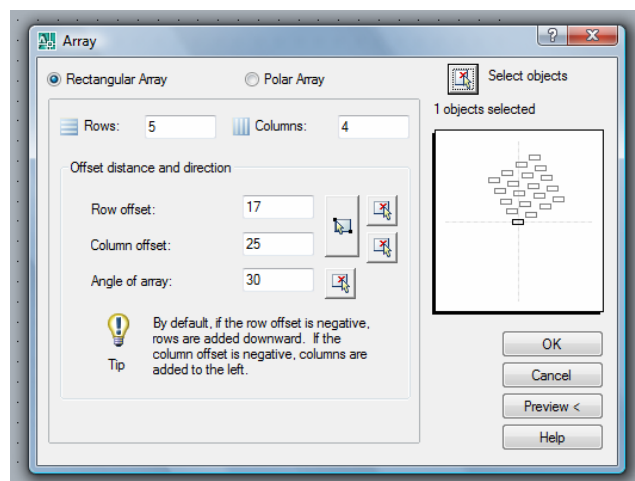 Array
Rectangular Array
Polar Array
Select objects
1 objects selected
Rows: 5
Columns: 4
Offset distance and direction
Row offset: 17
Column offset: 25
Angle of array: 30
By default, if the row offset is negative,
rows are added downward. If the
column offset is negative, columns are
added to the left.
Tip
OK
Cancel
Preview <
Help